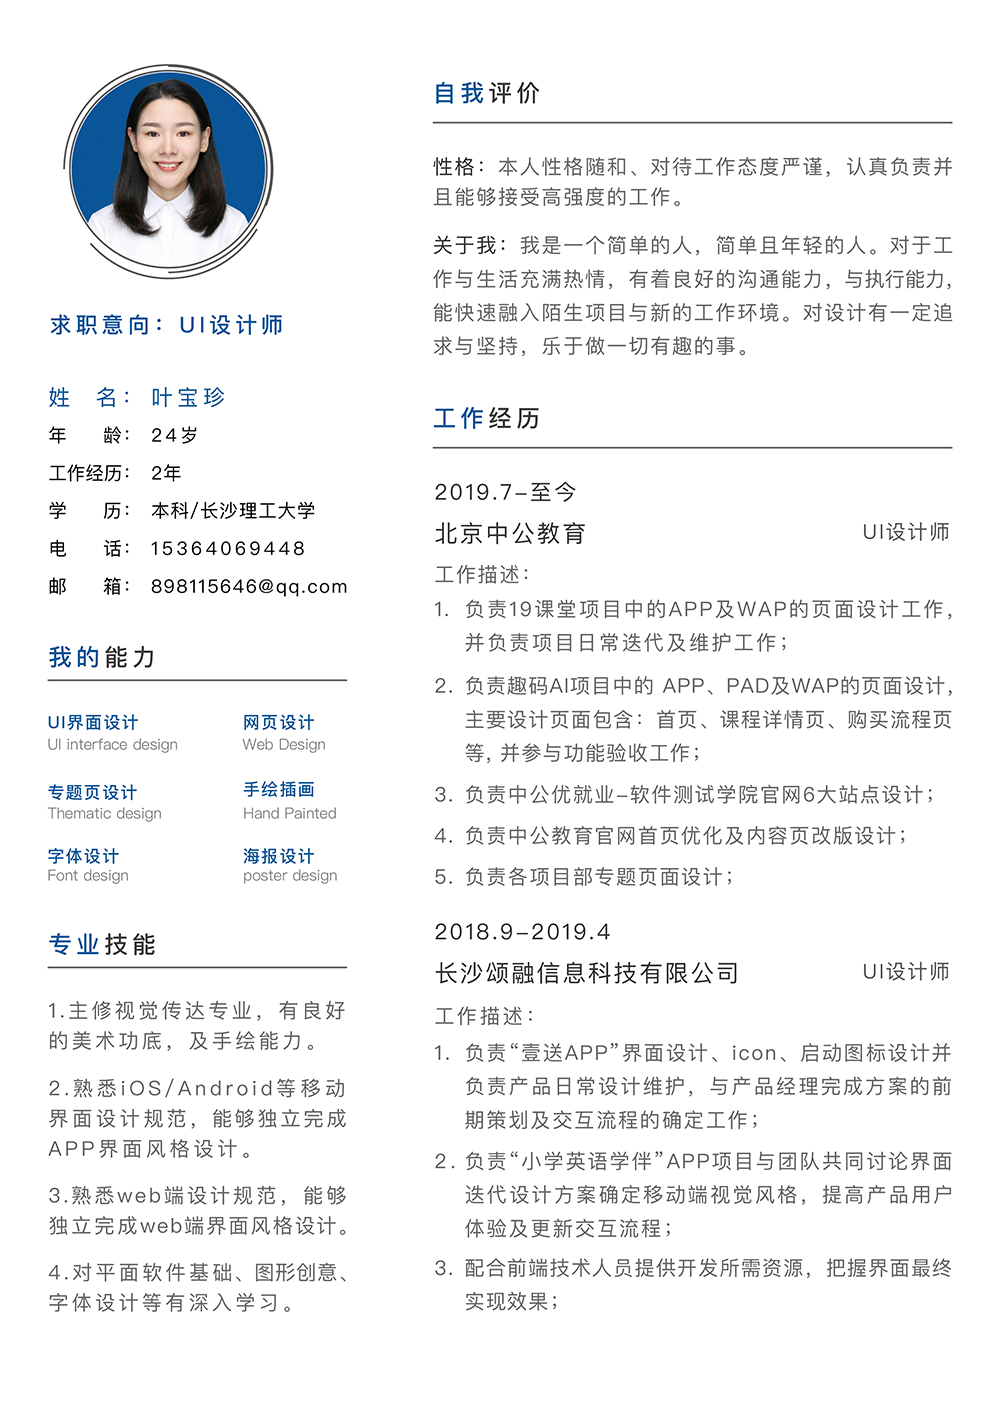 求职意向：UI设计师
姓 名：叶宝珍
年 龄：24岁
工作经历：2年
学 历：本科/长沙理工大学
电 话：15364069448
邮 箱：898115646@qq.com
我的能力
UI界面设计
UI interface design
网页设计
Web Design
专题页设计
Thematic design
手绘插画
Hand Painted
字体设计
Font design
海报设计
poster design
专业技能
1.主修视觉传达专业，有良好
的美术功底，及手绘能力。
2.熟悉iOS/Android等移动
界面设计规范，能够独立完成
APP界面风格设计。
3.熟悉web端设计规范，能够
独立完成web端界面风格设计。
4.对平面软件基础、图形创意、
字体设计等有深入学习。
自我评价
性格：本人性格随和、对待工作态度严谨，认真负责并
且能够接受高强度的工作。
关于我：我是一个简单的人，简单且年轻的人。对于工
作与生活充满热情，有着良好的沟通能力，与执行能力，
能快速融入陌生项目与新的工作环境。对设计有一定追
求与坚持，乐于做一切有趣的事。
工作经历
2019.7-至今
北京中公教育 UI设计师
工作描述：
1. 负责19课堂项目中的APP及WAP的页面设计工作，
并负责项目日常迭代及维护工作；
2. 负责趣码AI项目中的 APP、PAD及WAP的页面设计，
主要设计页面包含：首页、课程详情页、购买流程页
等, 并参与功能验收工作；
3. 负责中公优就业-软件测试学院官网6大站点设计；
4. 负责中公教育官网首页优化及内容页改版设计；
5. 负责各项目部专题页面设计；
2018.9-2019.4
长沙颂融信息科技有限公司 UI设计师
工作描述：
1. 负责“壹送APP”界面设计、icon、启动图标设计并
负责产品日常设计维护，与产品经理完成方案的前
期策划及交互流程的确定工作；
2. 负责“小学英语学伴”APP项目与团队共同讨论界面
迭代设计方案确定移动端视觉风格，提高产品用户
体验及更新交互流程；
3. 配合前端技术人员提供开发所需资源，把握界面最终
实现效果；